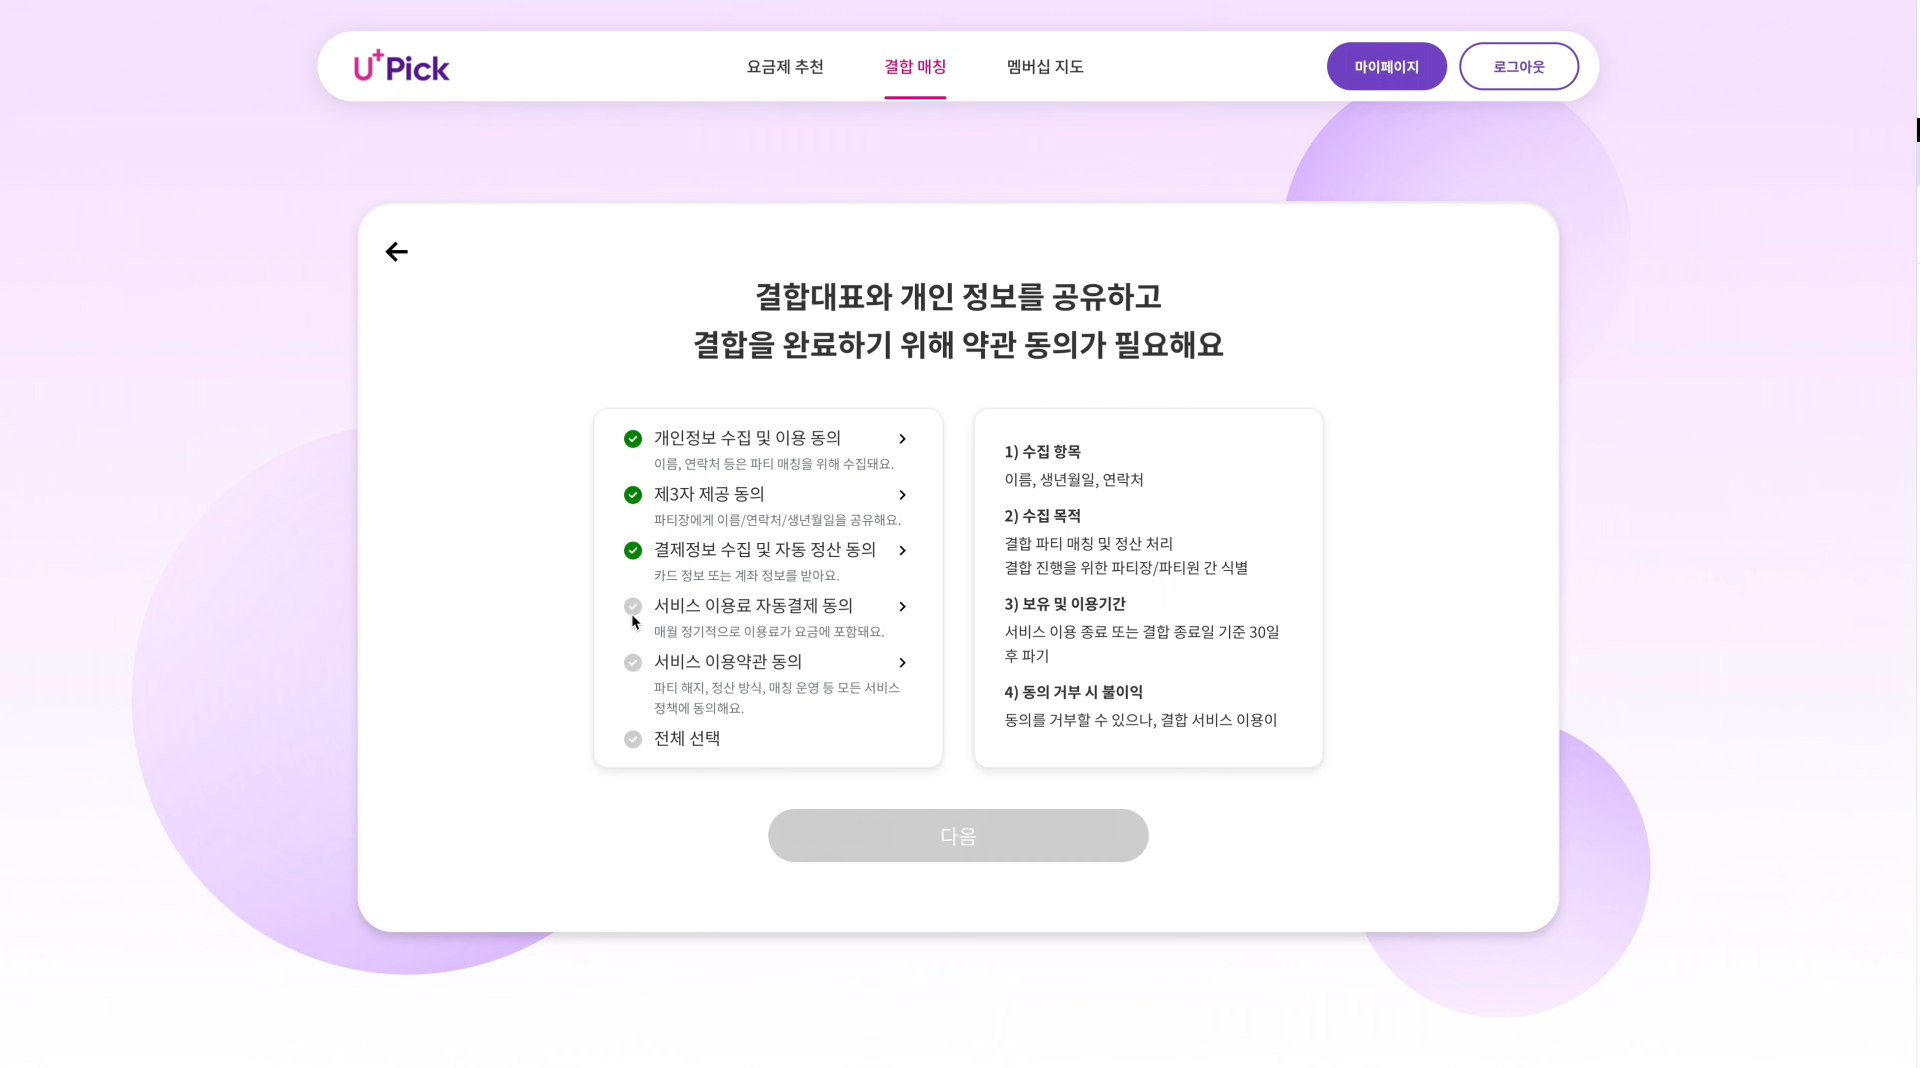 U+Pick
요금제 추천
결합 매칭
멤버십 지도
마이페이지
로그아웃
결합대표와 개인 정보를 공유하고
결합을 완료하기 위해 약관 동의가 필요해요
개인정보 수집 및 이용 동의
이름, 연락처 등은 파티 매칭을 위해 수집돼요.
제3자 제공 동의
파티장에게 이름/연락처/생년월일을 공유해요.
결제정보 수집 및 자동 정산 동의
카드 정보 또는 계좌 정보를 받아요.
서비스 이용료 자동결제 동의
매월 정기적으로 이용료가 요금에 포함돼요.
서비스 이용약관 동의
파티 해지, 정산 방식, 매칭 운영 등 모든 서비스
정책에 동의해요.
전체 선택
1) 수집 항목
이름, 생년월일, 연락처
2) 수집 목적
결합 파티 매칭 및 정산 처리
결합 진행을 위한 파티장/파티원 간 식별
3) 보유 및 이용기간
서비스 이용 종료 또는 결합 종료일 기준 30일
후 파기
4) 동의 거부 시 불이익
동의를 거부할 수 있으나, 결합 서비스 이용이
다음